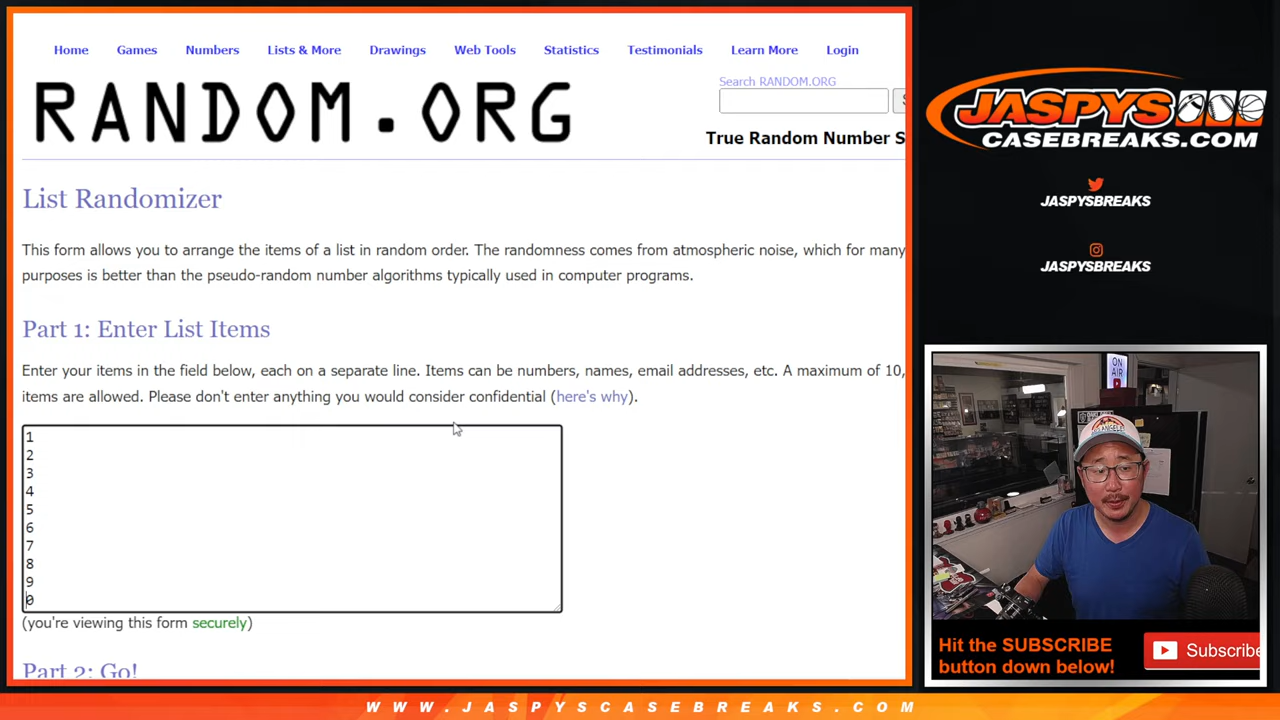 Home Games Numbers Lists & More Drawings Web Tools Statistics Testimonials Learn More Login
RANDOM.ORG
Search RANDOM.ORG
True Random Number S
List Randomizer
This form allows you to arrange the items of a list in random order. The randomness comes from atmospheric noise, which for many
purposes is better than the pseudo-random number algorithms typically used in computer programs.
Part 1: Enter List Items
Enter your items in the field below, each on a separate line. Items can be numbers, names, email addresses, etc. A maximum of 10,
items are allowed. Please don't enter anything you would consider confidential (here's why).
1
2
3
4
5
6
7
8
9
0
(you're viewing this form securely)
Part 2: Go!
JASPYS
CASEBREAKS.COM
JASPYSBREAKS
JASPYSBREAKS
ON
AIR
Hit the SUBSCRIBE
button down below!
Subscribe
WWW.JASPYSCASEBREAKS.COM